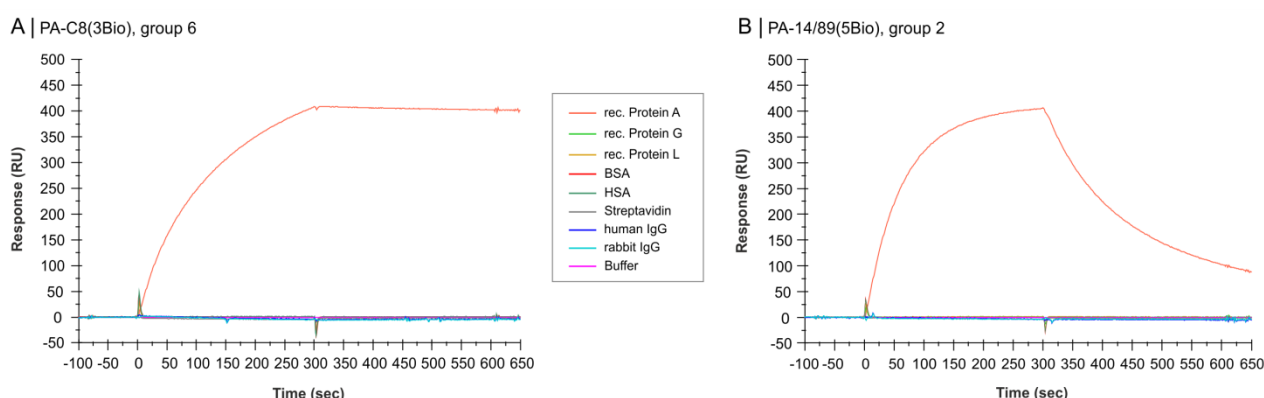 A | PA-C8(3Bio), group 6
500
450
400
350
300
250
200
150
100
50
0
-50
Response (RU)
-100 -50 0 50 100 150 200 250 300 350 400 450 500 550 600 650
Time (sec)
rec. Protein A
rec. Protein G
rec. Protein L
BSA
HSA
Streptavidin
human IgG
rabbit IgG
Buffer
B | PA-14/89(5Bio), group 2
500
450
400
350
300
250
200
150
100
50
0
-50
Response (RU)
-100 -50 0 50 100 150 200 250 300 350 400 450 500 550 600 650
Time (sec)